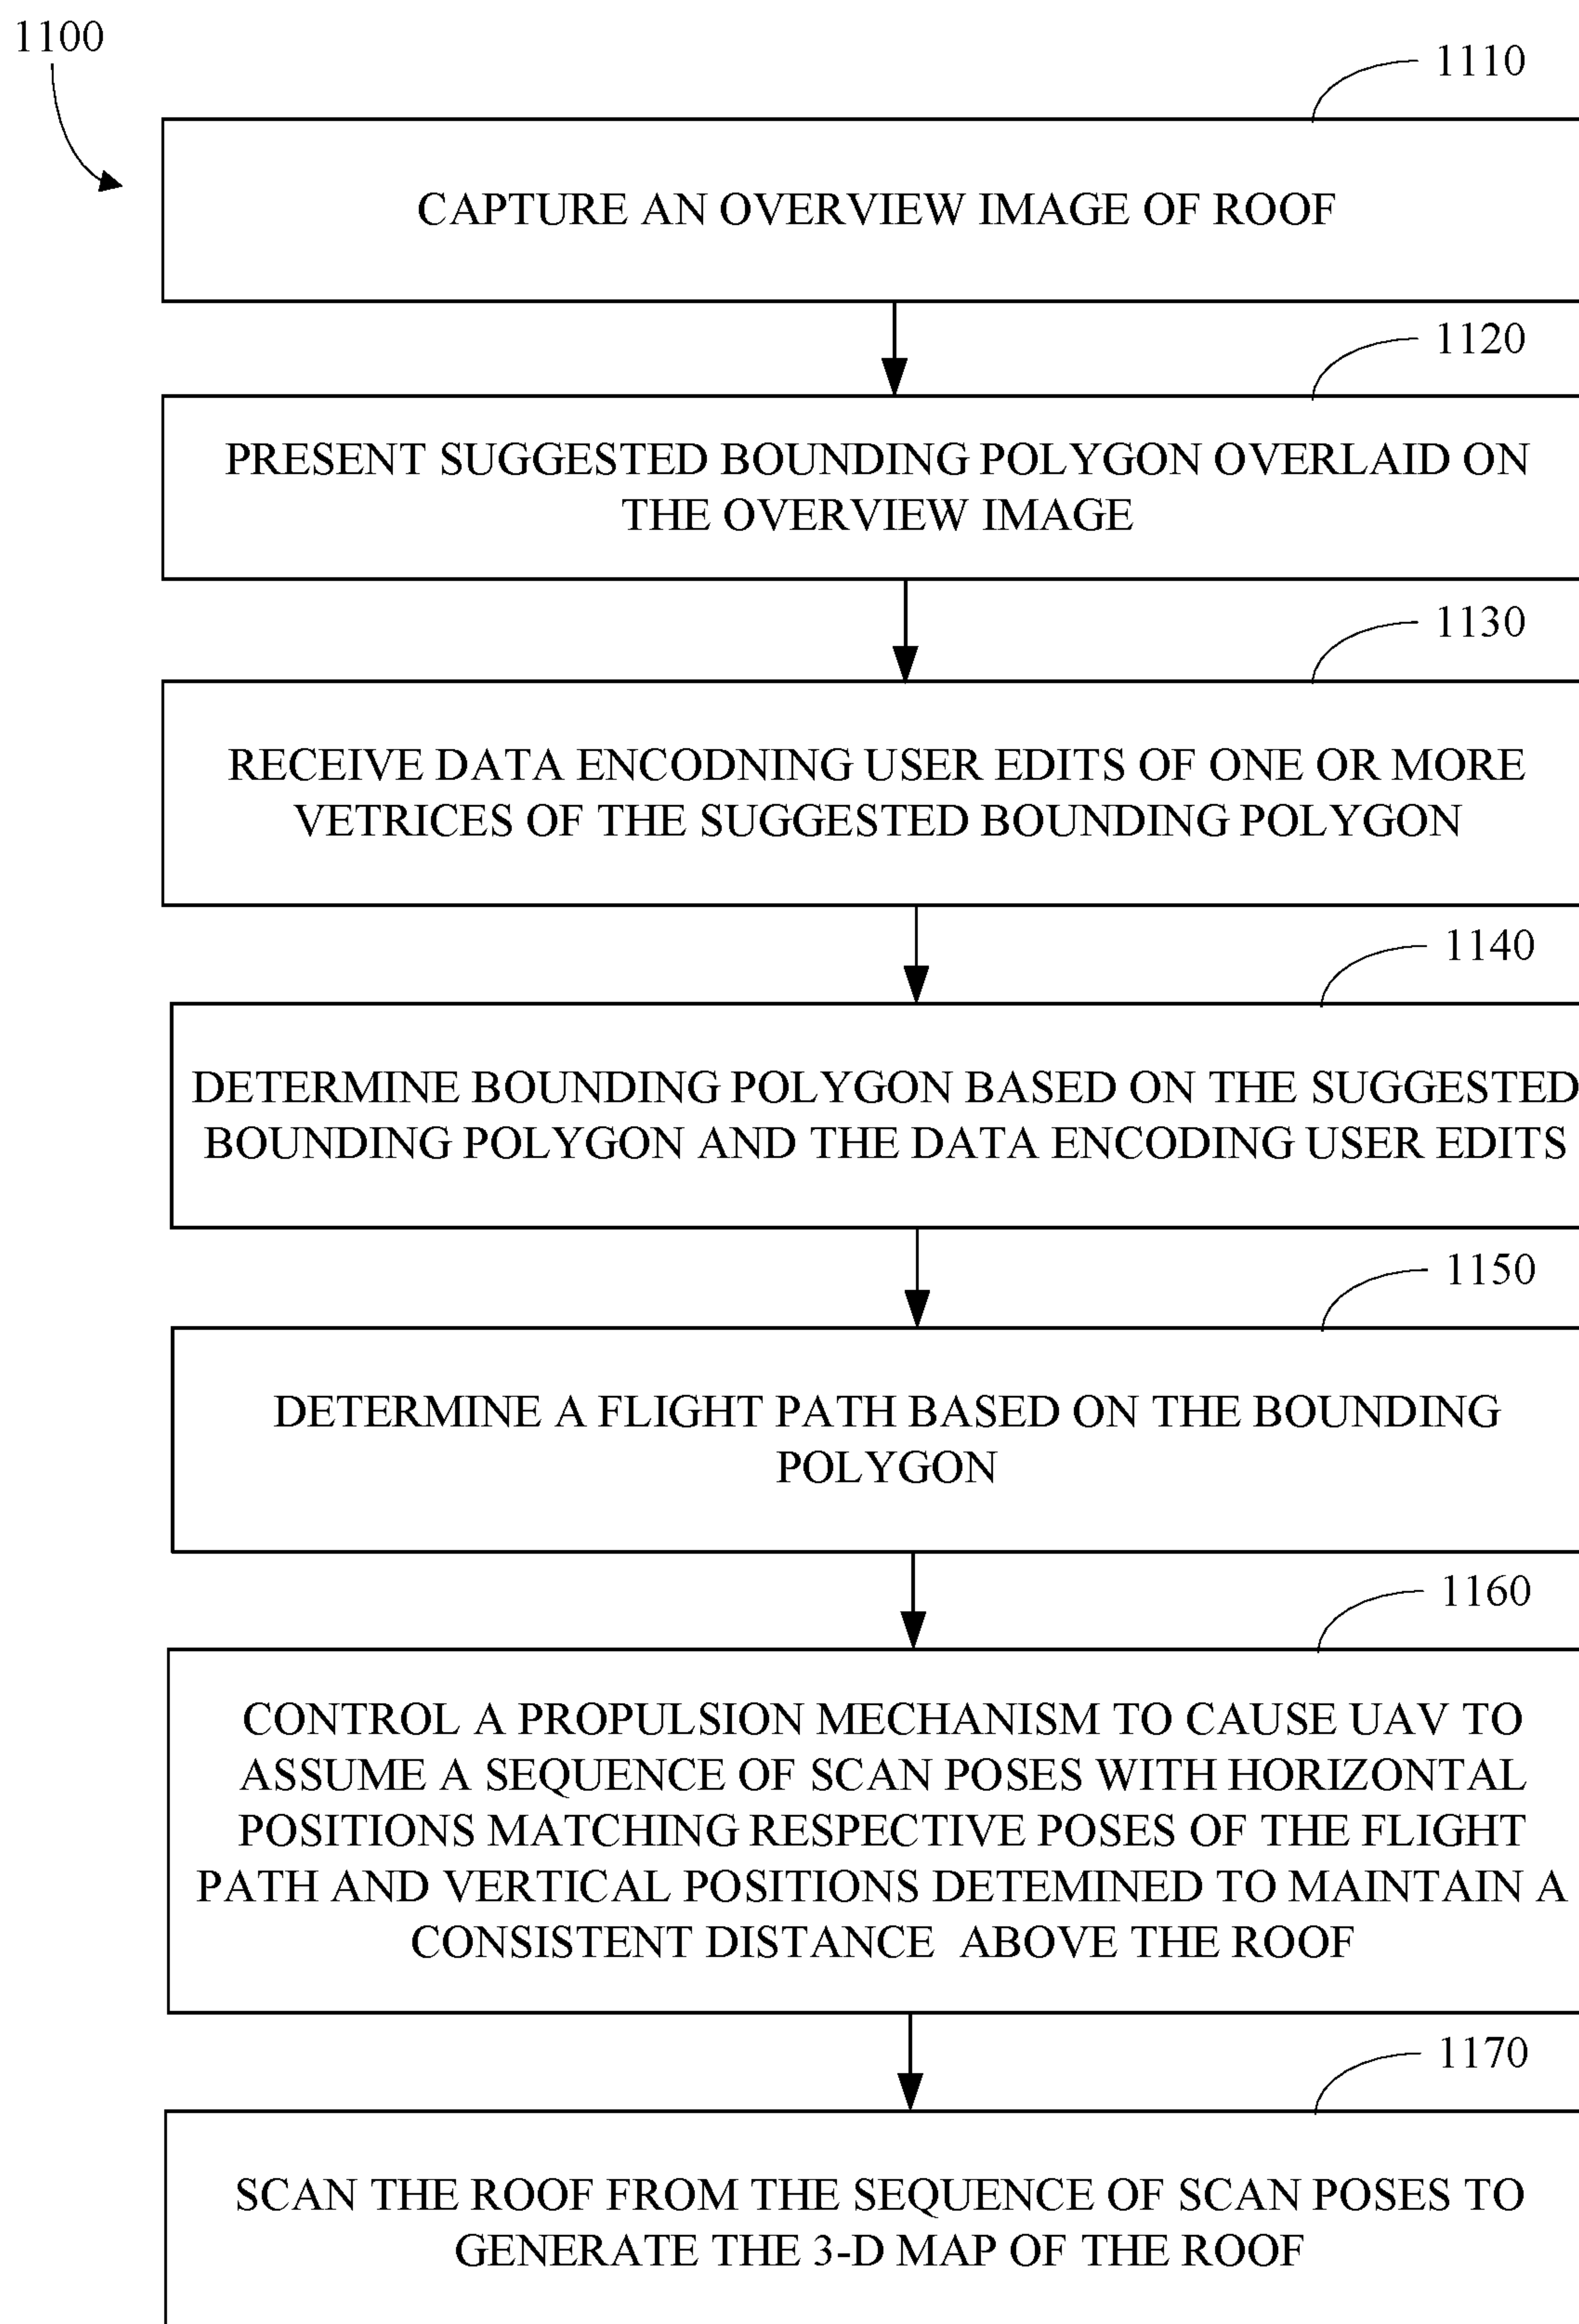 1100
1110
CAPTURE AN OVERVIEW IMAGE OF ROOF
1120
PRESENT SUGGESTED BOUNDING POLYGON OVERLAID ON
THE OVERVIEW IMAGE
1130
RECEIVE DATA ENCODNING USER EDITS OF ONE OR MORE
VETRICES OF THE SUGGESTED BOUNDING POLYGON
1140
DETERMINE BOUNDING POLYGON BASED ON THE SUGGESTED
BOUNDING POLYGON AND THE DATA ENCODING USER EDITS
1150
DETERMINE A FLIGHT PATH BASED ON THE BOUNDING
POLYGON
1160
CONTROL A PROPULSION MECHANISM TO CAUSE UAV TO
ASSUME A SEQUENCE OF SCAN POSES WITH HORIZONTAL
POSITIONS MATCHING RESPECTIVE POSES OF THE FLIGHT
PATH AND VERTICAL POSITIONS DETEMINED TO MAINTAIN A
CONSISTENT DISTANCE ABOVE THE ROOF
1170
SCAN THE ROOF FROM THE SEQUENCE OF SCAN POSES TO
GENERATE THE 3-D MAP OF THE ROOF